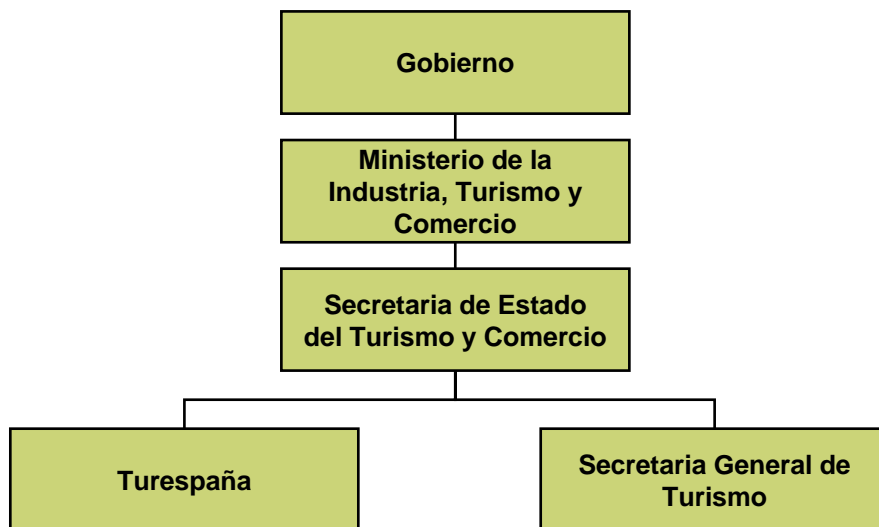 Gobierno
Ministerio de la
Industria, Turismo y
Comercio
Secretaria de Estado
del Turismo y Comercio
Turespaña
Secretaria General de
Turismo